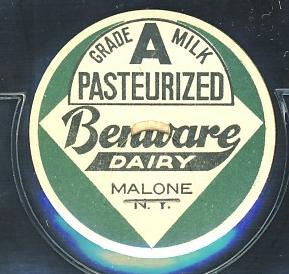 GRADE A MILK
PASTEURIZED
Benware
DAIRY
MALONE
N. Y.